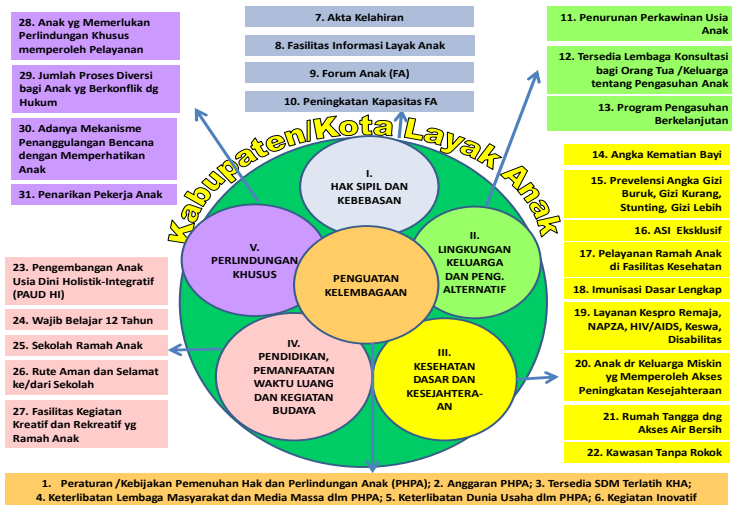 28. Anak yg Memerlukan
Perlindungan Khusus
memperoleh Pelayanan
29. Jumlah Proses Diversi
bagi Anak yg Berkonflik dg
Hukum
30. Adanya Mekanisme
Penanggulangan Bencana
dengan Memperhatikan
Anak
31. Penarikan Pekerja Anak
7. Akta Kelahiran
8. Fasilitas Informasi Layak Anak
9. Forum Anak (FA)
10. Peningkatan Kapasitas FA
11. Penurunan Perkawinan Usia
Anak
12. Tersedia Lembaga Konsultasi
bagi Orang Tua /Keluarga
tentang Pengasuhan Anak
13. Program Pengasuhan
Berkelanjutan
Kabupaten/Kota Layak Anak
I.
HAK SIPIL DAN
KEBEBASAN
II.
LINGKUNGAN
KELUARGA
DAN PENG.
ALTERNATIF
V.
PERLINDUNGAN
KHUSUS
PENGUATAN
KELEMBAGAAN
IV.
PENDIDIKAN,
PEMANFAATAN
WAKTU LUANG
DAN KEGIATAN
BUDAYA
III.
KESEHATAN
DASAR DAN
KESEJAHTERA-
AN
14. Angka Kematian Bayi
15. Prevelensi Angka Gizi
Buruk, Gizi Kurang,
Stunting, Gizi Lebih
16. ASI Eksklusif
17. Pelayanan Ramah Anak
di Fasilitas Kesehatan
18. Imunisasi Dasar Lengkap
19. Layanan Kespro Remaja,
NAPZA, HIV/AIDS, Keswa,
Disabilitas
20. Anak dr Keluarga Miskin
yg Memperoleh Akses
Peningkatan Kesejahteraan
21. Rumah Tangga dng
Akses Air Bersih
22. Kawasan Tanpa Rokok
23. Pengembangan Anak
Usia Dini Holistik-Integratif
(PAUD HI)
24. Wajib Belajar 12 Tahun
25. Sekolah Ramah Anak
26. Rute Aman dan Selamat
ke/dari Sekolah
27. Fasilitas Kegiatan
Kreatif dan Rekreatif yg
Ramah Anak
1. Peraturan /Kebijakan Pemenuhan Hak dan Perlindungan Anak (PHPA); 2. Anggaran PHPA; 3. Tersedia SDM Terlatih KHA;
4. Keterlibatan Lembaga Masyarakat dan Media Massa dlm PHPA; 5. Keterlibatan Dunia Usaha dlm PHPA; 6. Kegiatan Inovatif